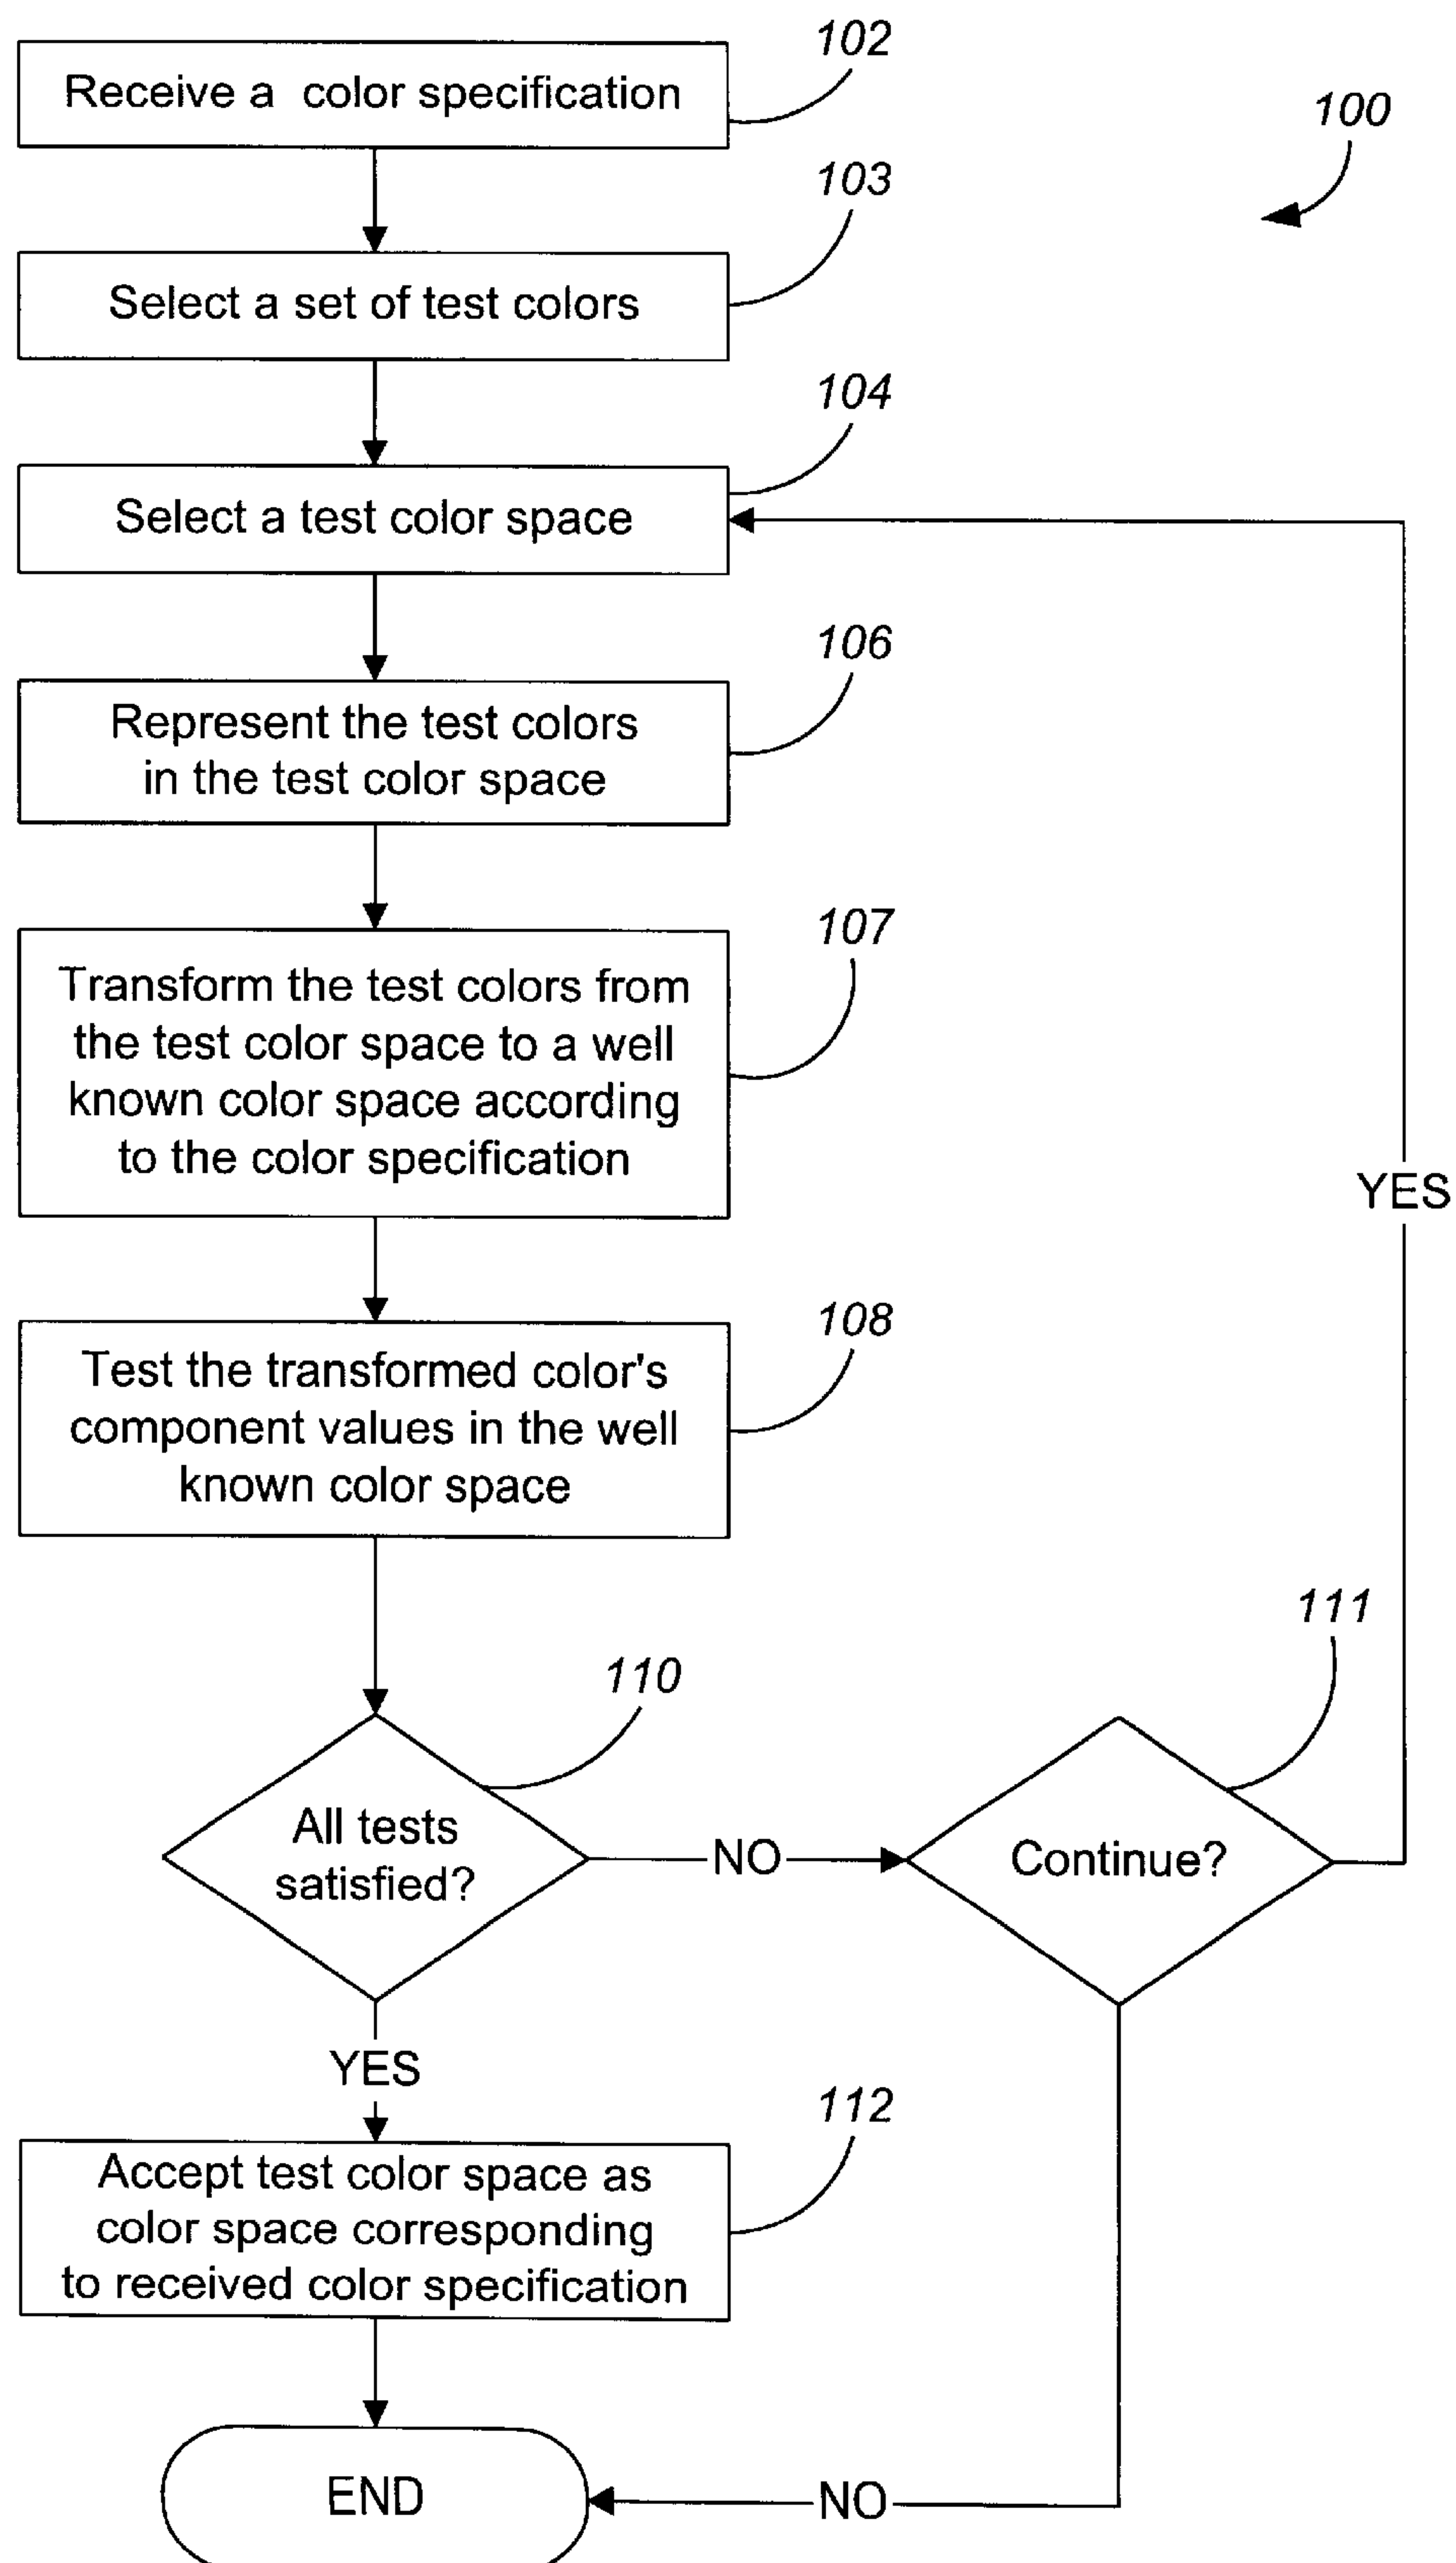 102
Receive a color specification
100
103
Select a set of test colors
104
Select a test color space
106
Represent the test colors
in the test color space
107
Transform the test colors from
the test color space to a well
known color space according
to the color specification
YES
108
Test the transformed color's
component values in the well
known color space
111
110
All tests
satisfied?
NO
Continue?
YES
112
Accept test color space as
color space corresponding
to received color specification
END
NO